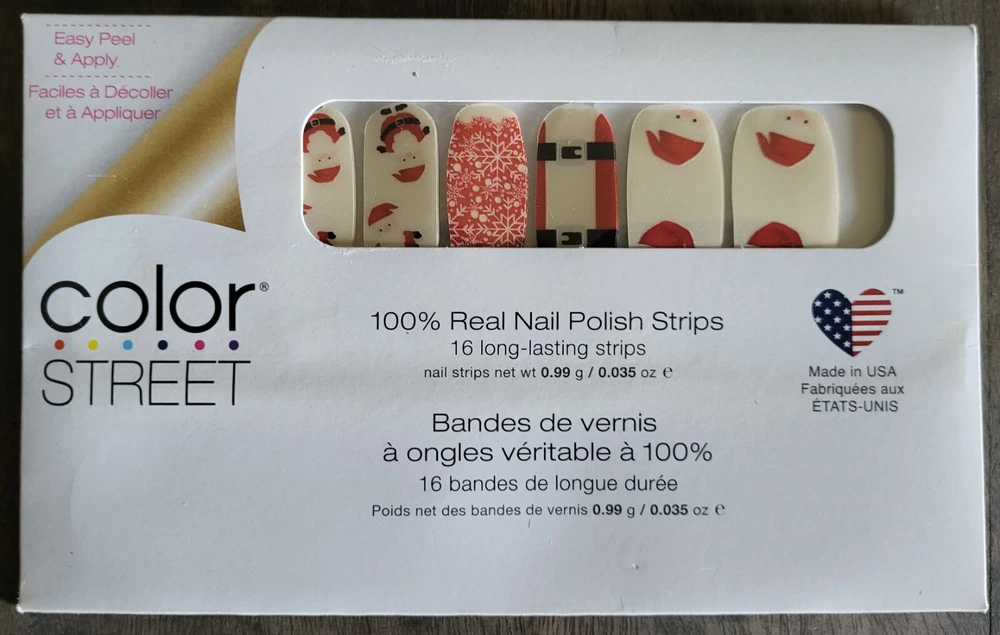 Easy Peel
& Apply
Faciles à Décoller
et à Appliquer
color®
STREET
100% Real Nail Polish Strips
16 long-lasting strips
nail strips net wt 0.99 g / 0.035 oz ℮
Bandes de vernis
à ongles véritable à 100%
16 bandes de longue durée
Poids net des bandes de vernis 0.99 g / 0.035 oz ℮
TM
Made in USA
Fabriquées aux
ÉTATS-UNIS